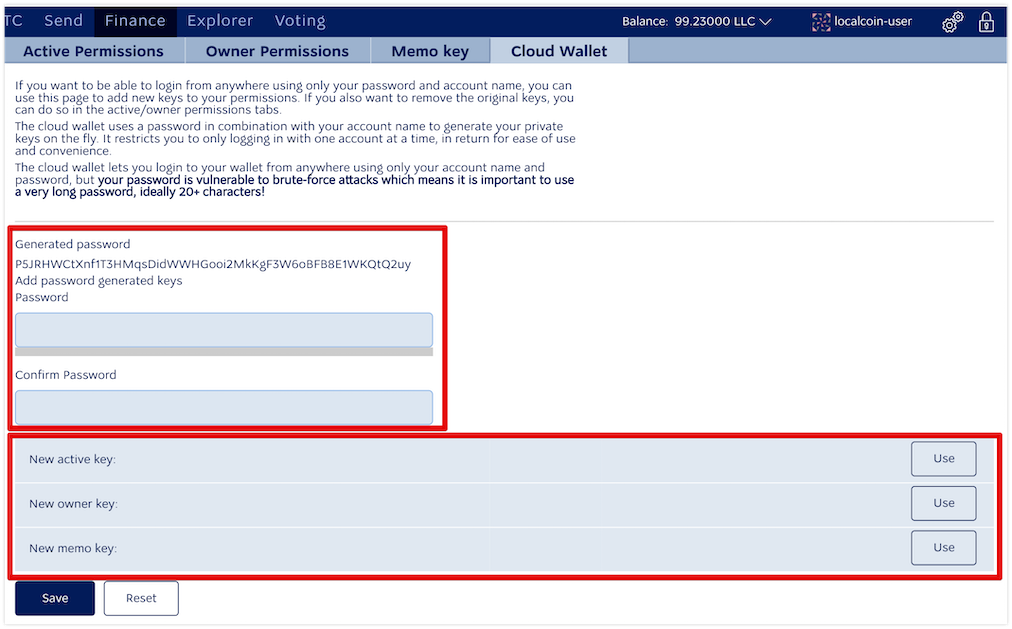 TC Send Finance Explorer Voting Balance: 99.23000 LLC localcoin-user
Active Permissions Owner Permissions Memo key Cloud Wallet
If you want to be able to login from anywhere using only your password and account name, you can
use this page to add new keys to your permissions. If you also want to remove the original keys, you
can do so in the active/owner permissions tabs.
The cloud wallet uses a password in combination with your account name to generate your private
keys on the fly. It restricts you to only logging in with one account at a time, in return for ease of use
and convenience.
The cloud wallet lets you login to your wallet from anywhere using only your account name and
password, but your password is vulnerable to brute-force attacks which means it is important to use
a very long password, ideally 20+ characters!
Generated password
P5JRHWCtXnf1T3HMqsDidWWHGooi2MkKgF3W6oBFB8E1WKQtQ2uy
Add password generated keys
Password
Confirm Password
New active key: Use
New owner key: Use
New memo key: Use
Save Reset